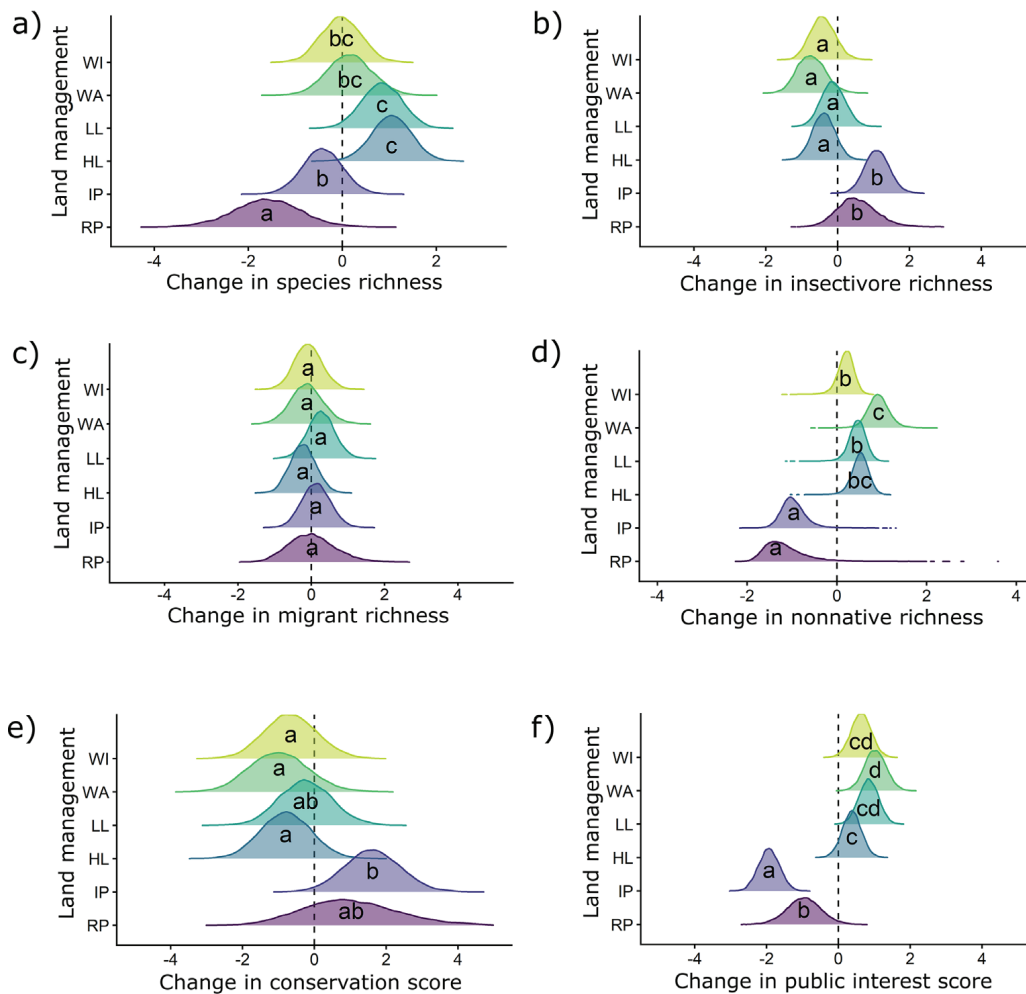 a)
Land management
WI
WA
LL
HL
IP
RP
bc
bc
c
c
b
a
-4 -2 0 2
Change in species richness
b)
Land management
WI
WA
LL
HL
IP
RP
a
a
a
a
b
b
-4 -2 0 2 4
Change in insectivore richness
c)
Land management
WI
WA
LL
HL
IP
RP
a
a
a
a
a
a
-4 -2 0 2 4
Change in migrant richness
d)
Land management
WI
WA
LL
HL
IP
RP
b
c
b
bc
a
a
-4 -2 0 2 4
Change in nonnative richness
e)
Land management
WI
WA
LL
HL
IP
RP
a
a
ab
a
b
ab
-4 -2 0 2 4
Change in conservation score
f)
Land management
WI
WA
LL
HL
IP
RP
cd
d
cd
c
a
b
-4 -2 0 2 4
Change in public interest score